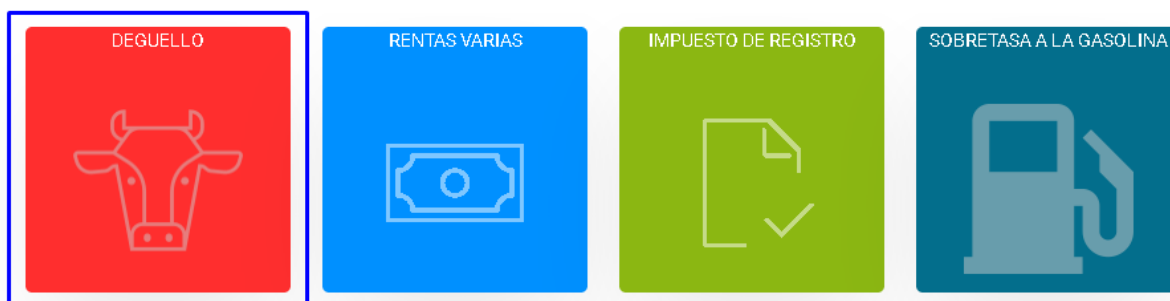 DEGUELLO
RENTAS VARIAS
IMPUESTO DE REGISTRO
SOBRETASA A LA GASOLINA